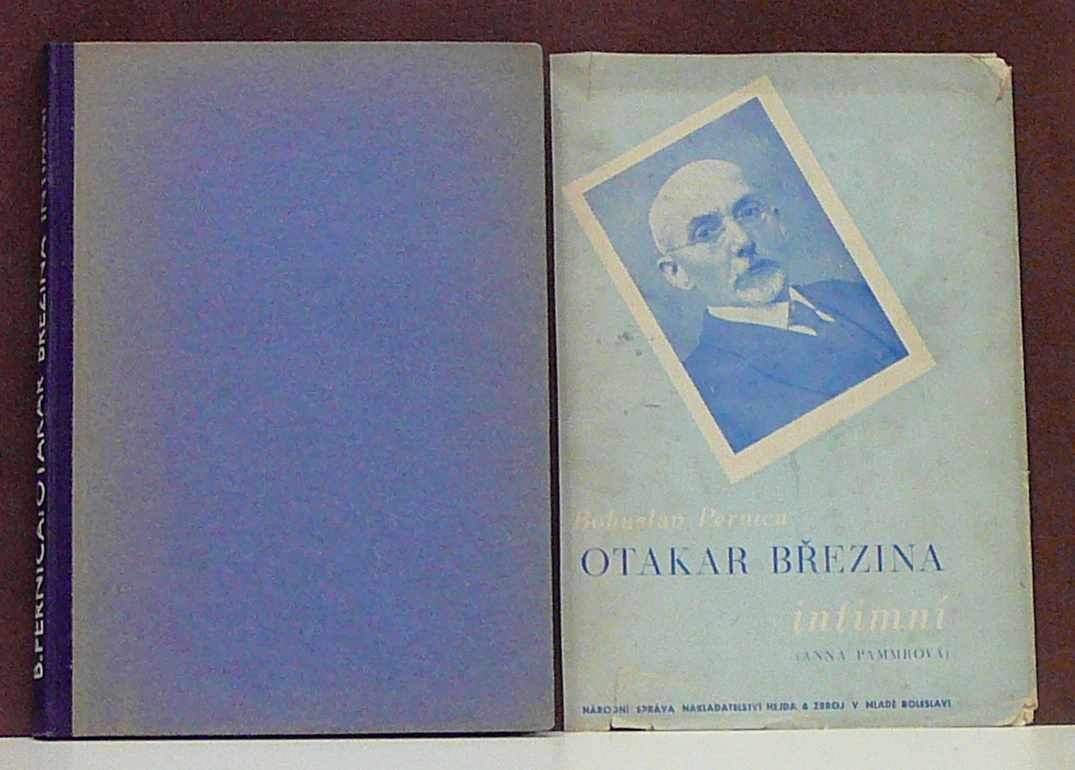 B. PERNICA: OTAKAR BŘEZINA INTIMNÍ
Bohuslav Pernica
OTAKAR BŘEZINA
intimní
(ANNA PAMMROVÁ)
NÁRODNÍ SPRÁVA NAKLADATELSTVÍ HEJDA & ZBROJ V MLADÉ BOLESLAVI